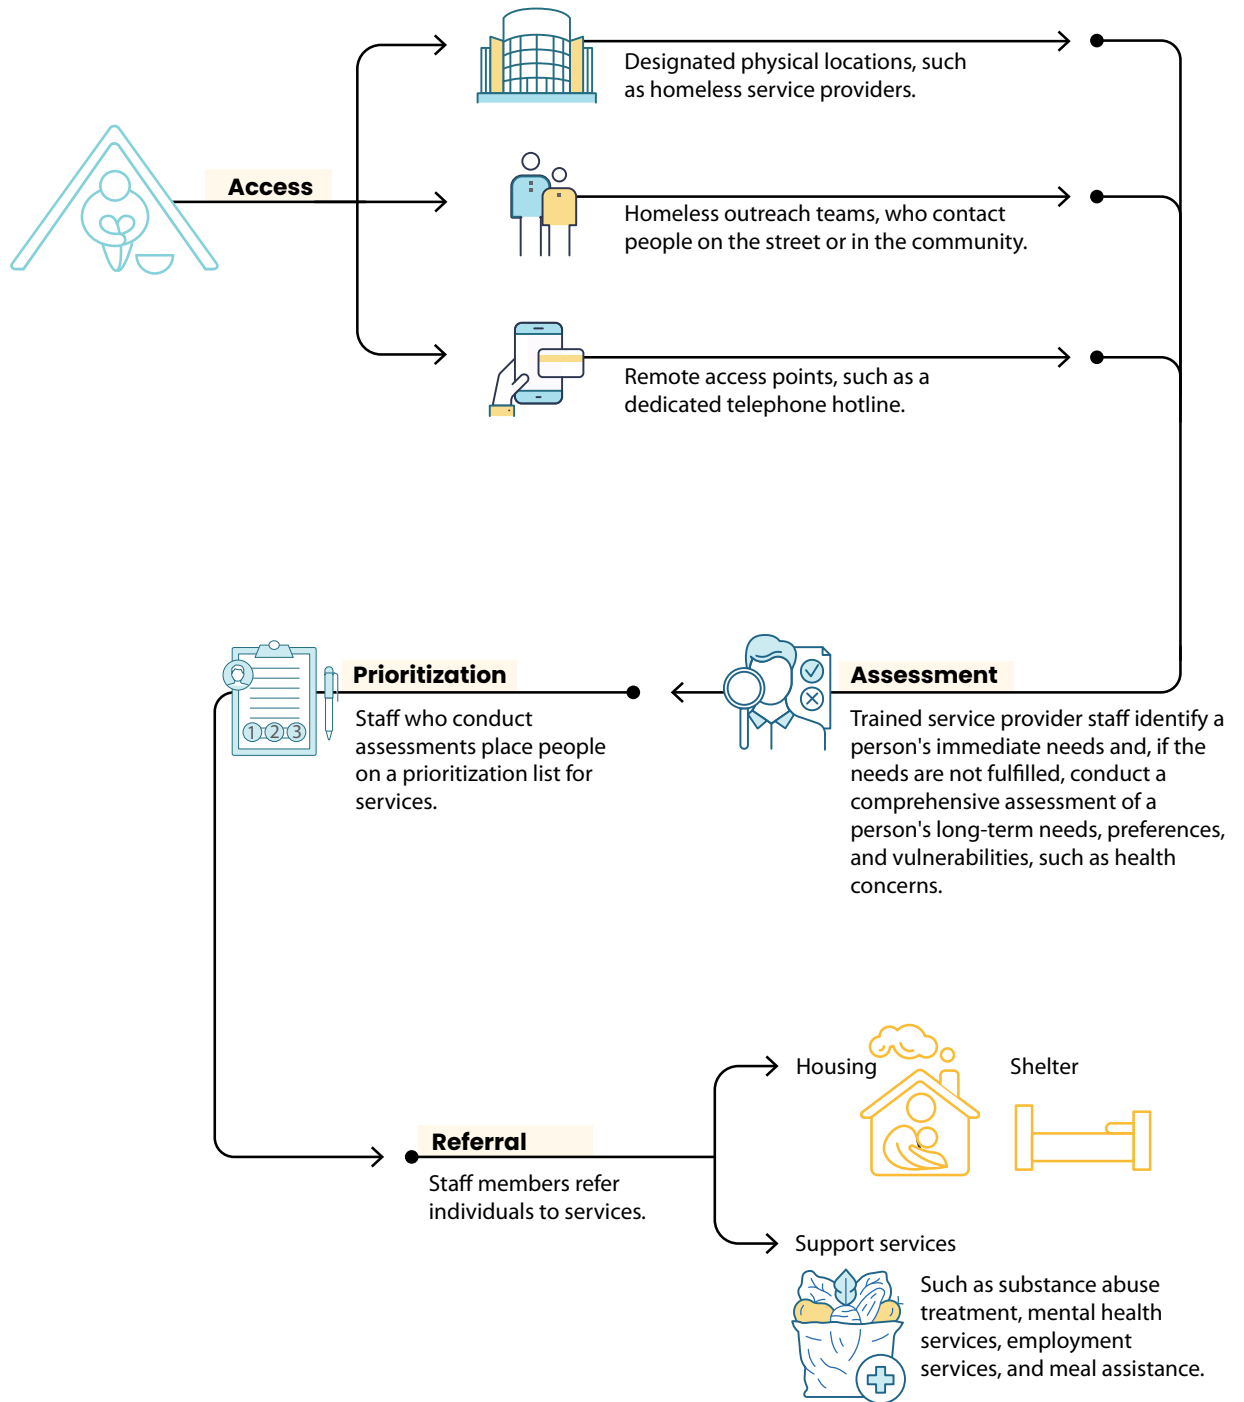 Access
Designated physical locations, such
as homeless service providers.
Homeless outreach teams, who contact
people on the street or in the community.
Remote access points, such as a
dedicated telephone hotline.
Assessment
Trained service provider staff identify a
person's immediate needs and, if the
needs are not fulfilled, conduct a
comprehensive assessment of a
person's long-term needs, preferences,
and vulnerabilities, such as health
concerns.
Prioritization
Staff who conduct
assessments place people
on a prioritization list for
services.
1 2 3
Referral
Staff members refer
individuals to services.
Housing
Shelter
Support services
Such as substance abuse
treatment, mental health
services, employment
services, and meal assistance.